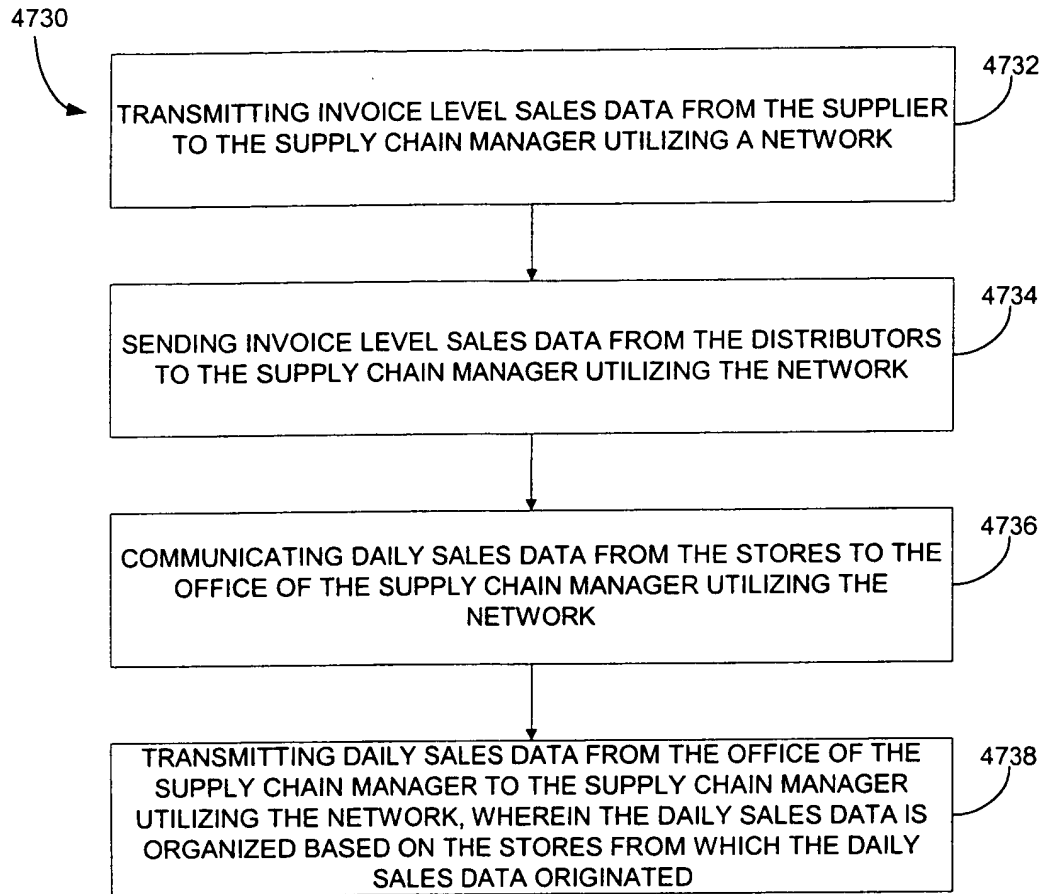 4730
4732
TRANSMITTING INVOICE LEVEL SALES DATA FROM THE SUPPLIER
TO THE SUPPLY CHAIN MANAGER UTILIZING A NETWORK
4734
SENDING INVOICE LEVEL SALES DATA FROM THE DISTRIBUTORS
TO THE SUPPLY CHAIN MANAGER UTILIZING THE NETWORK
4736
COMMUNICATING DAILY SALES DATA FROM THE STORES TO THE
OFFICE OF THE SUPPLY CHAIN MANAGER UTILIZING THE
NETWORK
4738
TRANSMITTING DAILY SALES DATA FROM THE OFFICE OF THE
SUPPLY CHAIN MANAGER TO THE SUPPLY CHAIN MANAGER
UTILIZING THE NETWORK, WHEREIN THE DAILY SALES DATA IS
ORGANIZED BASED ON THE STORES FROM WHICH THE DAILY
SALES DATA ORIGINATED